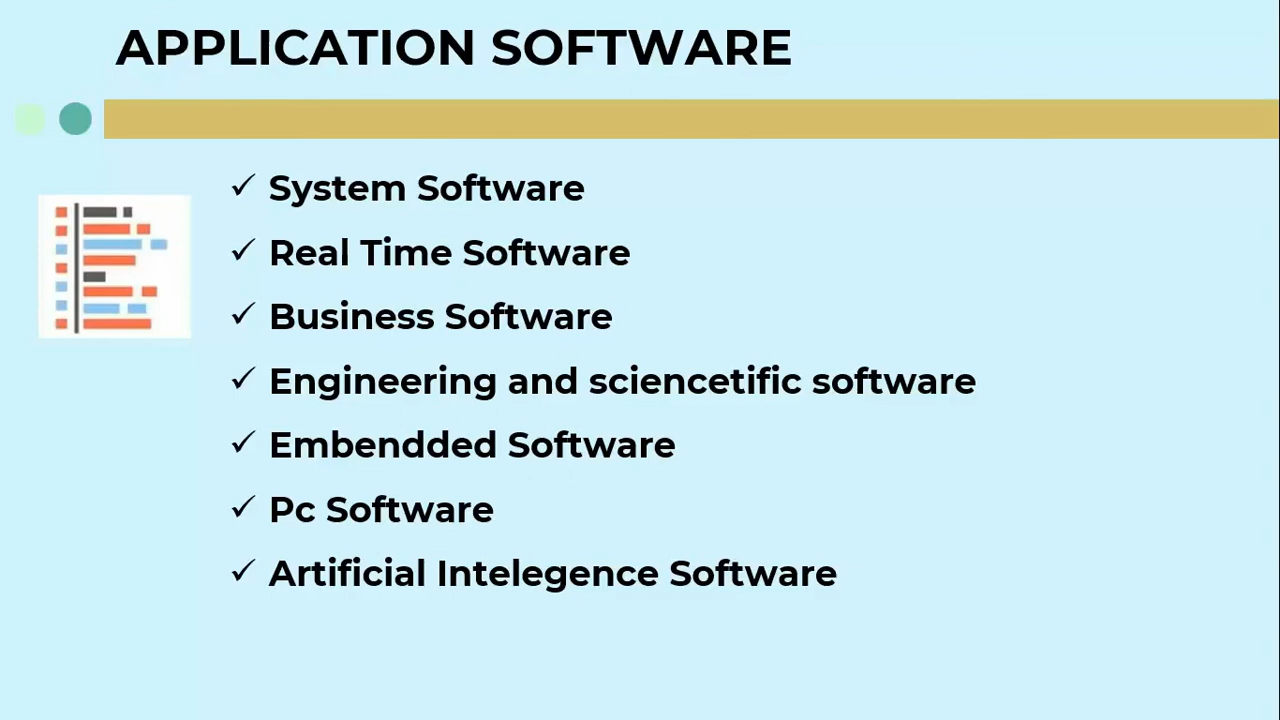 APPLICATION SOFTWARE
✓ System Software
✓ Real Time Software
✓ Business Software
✓ Engineering and sciencetific software
✓ Embendded Software
✓ Pc Software
✓ Artificial Intelegence Software